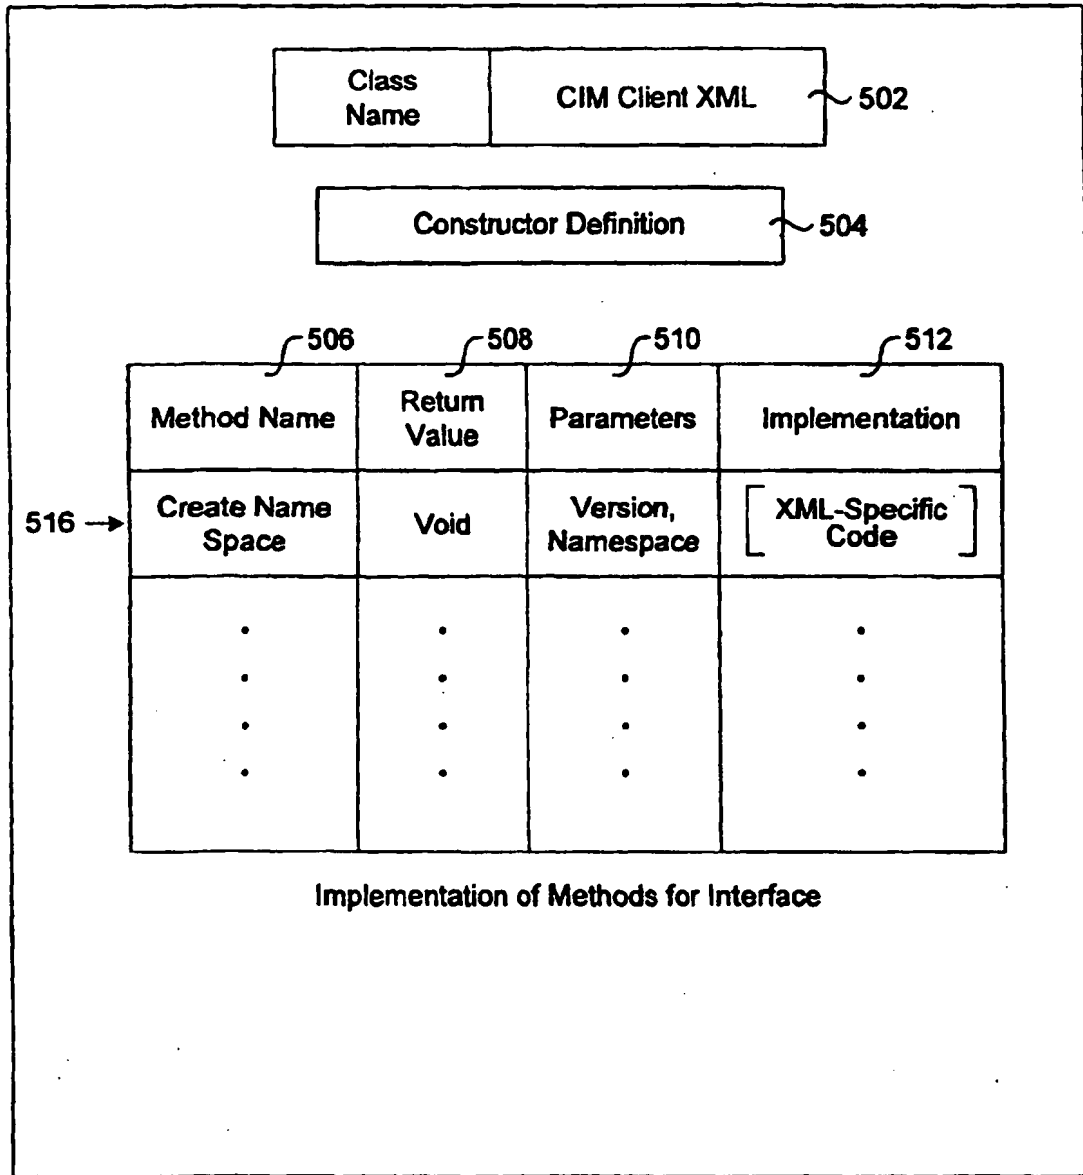 Class
Name
CIM Client XML
502
Constructor Definition
504
506
508
510
512
Method Name
Return
Value
Parameters
Implementation
516
Create Name
Space
Void
Version,
Namespace
[XML-Specific
Code]
Implementation of Methods for Interface